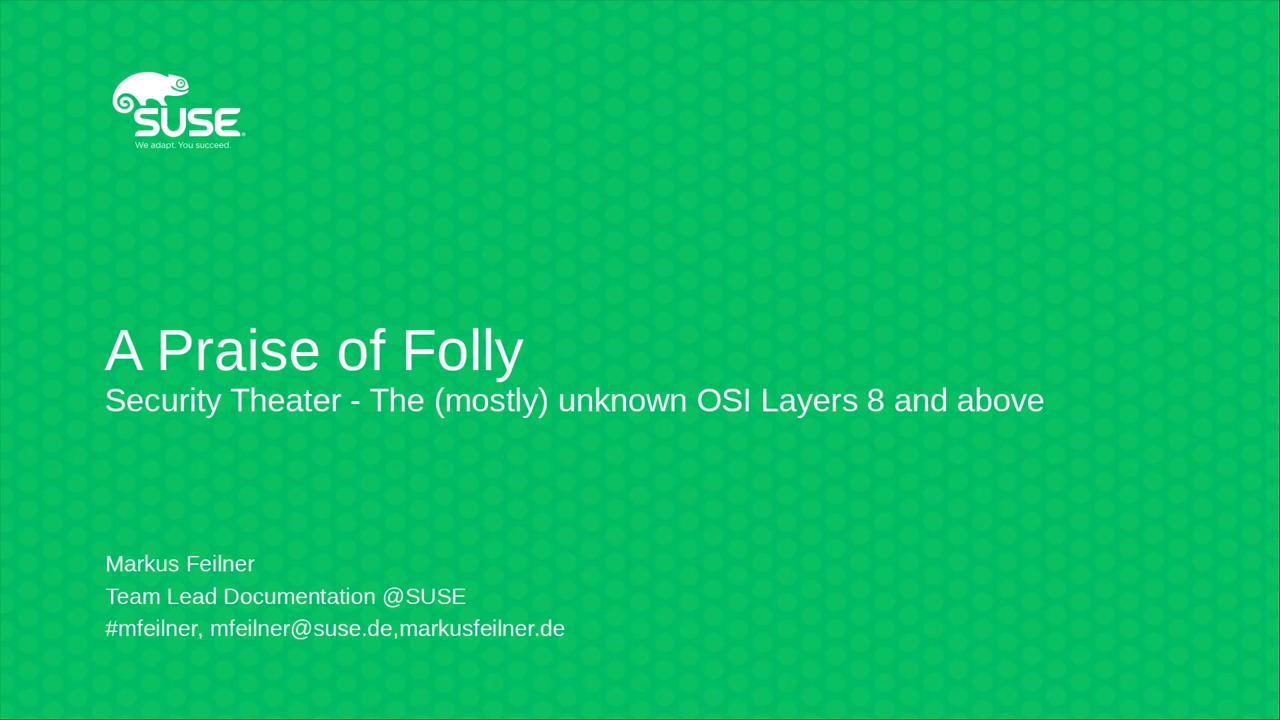 SUSE®
We adapt. You succeed.
A Praise of Folly
Security Theater - The (mostly) unknown OSI Layers 8 and above
Markus Feilner
Team Lead Documentation @SUSE
#mfeilner, mfeilner@suse.de,markusfeilner.de